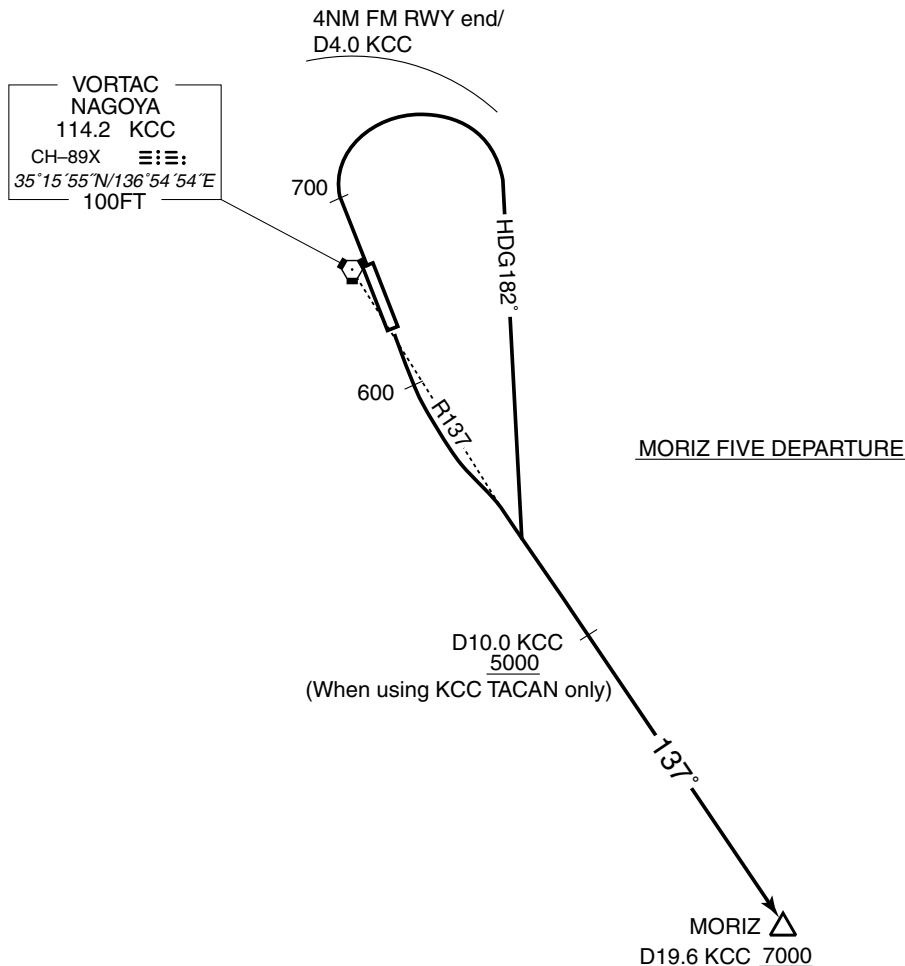 4NM FM RWY end/
D4.0 KCC
VORTAC
NAGOYA
114.2 KCC
CH–89X
35°15´55˝N/136°54´54˝E
100FT
700
HDG182°
600
R137
MORIZ FIVE DEPARTURE
D10.0 KCC
5000
(When using KCC TACAN only)
137°
MORIZ
D19.6 KCC 7000